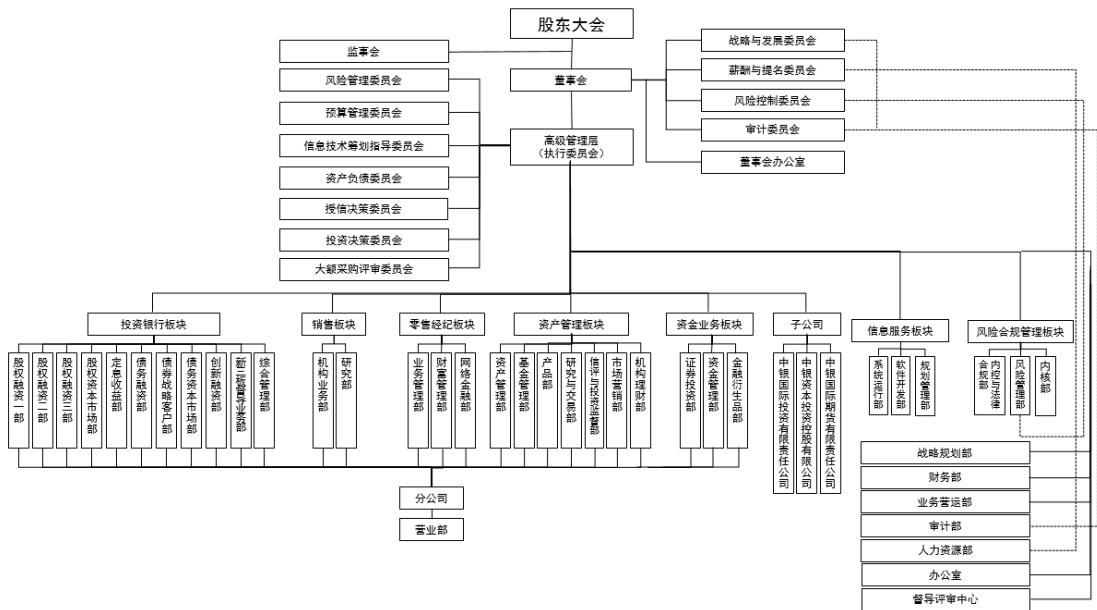 股东大会
监事会
董事会
风险管理委员会
预算管理委员会
信息技术筹划指导委员会
资产负债委员会
授信决策委员会
投资决策委员会
大额采购评审委员会
高级管理层
（执行委员会）
战略与发展委员会
薪酬与提名委员会
风险控制委员会
审计委员会
董事会办公室
投资银行板块
销售板块
零售经纪板块
资产管理板块
资金业务板块
子公司
信息服务板块
风险合规管理板块
股权融资一部
股权融资二部
股权融资三部
股权资本市场部
定息收益部
债务融资部
债券战略客户部
债务资本市场部
创新融资部
新三板督导业务部
综合管理部
机构业务部
研究部
业务管理部
财富管理部
网络金融部
资产管理部
基金管理部
产品部
研究与交易部
信评与投资监督部
市场营销部
机构理财部
证券投资部
资金管理部
金融衍生品部
中银国际投资有限责任公司
中银资本投资控股有限公司
中银国际期货有限责任公司
系统运行部
软件开发部
规划管理部
内控与法律
合规部
风险管理部
内核部
分公司
营业部
战略规划部
财务部
业务营运部
审计部
人力资源部
办公室
督导评审中心